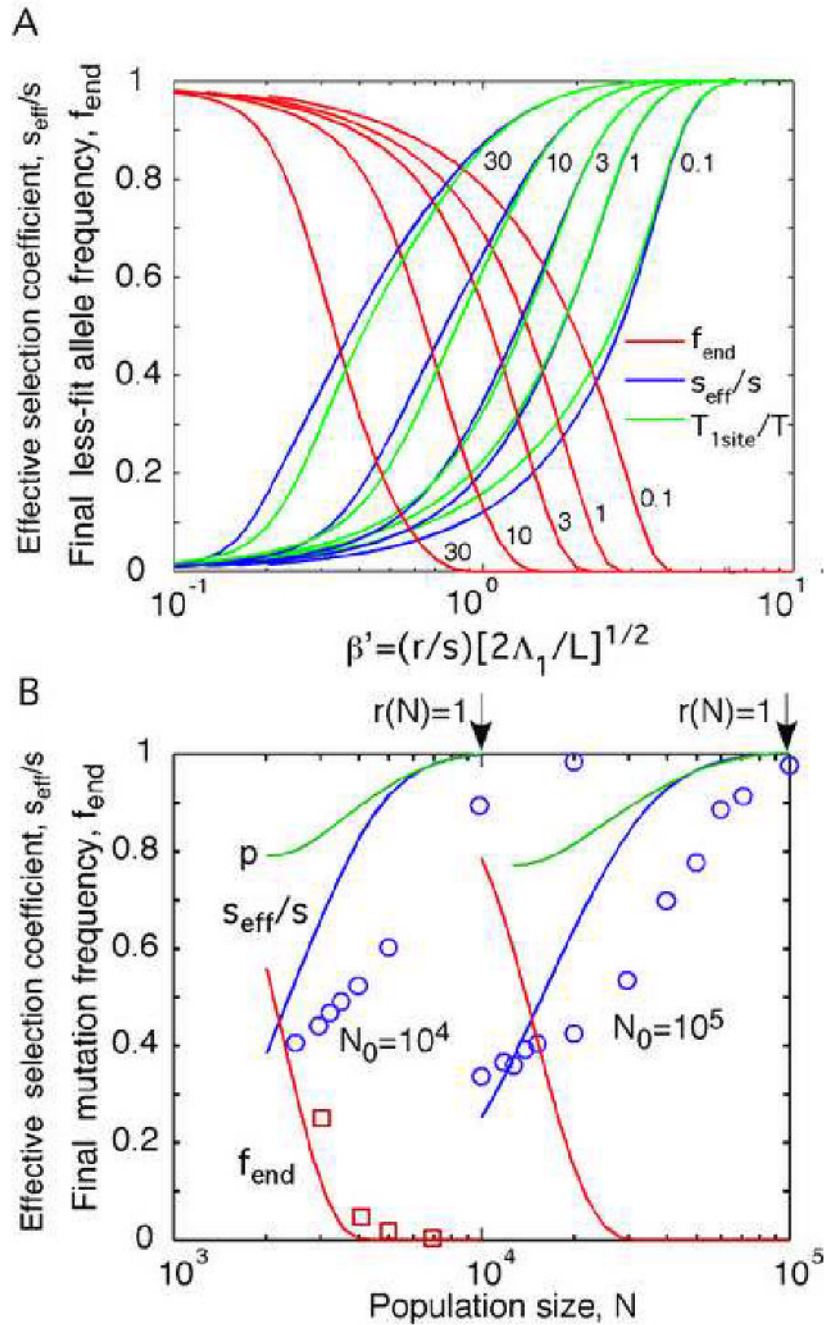 A
Effective selection coefficient, s_eff/s
Final less-fit allele frequency, f_end
1
0.8
0.6
0.4
0.2
0
30
10
3
1
0.1
f_end
s_eff/s
T_1site/T
30
10
3
1
0.1
10^-1
10^0
10^1
β'=(r/s)[2Λ_1/L]^1/2
B
r(N)=1
r(N)=1
Effective selection coefficient, s_eff/s
Final mutation frequency, f_end
1
0.8
0.6
0.4
0.2
0
p
s_eff/s
N_0=10^4
N_0=10^5
f_end
10^3
10^4
10^5
Population size, N